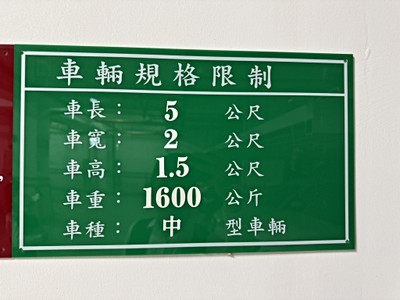 車輛規格限制
車長： 5 公尺
車寬： 2 公尺
車高： 1.5 公尺
車重： 1600 公斤
車種： 中 型車輛